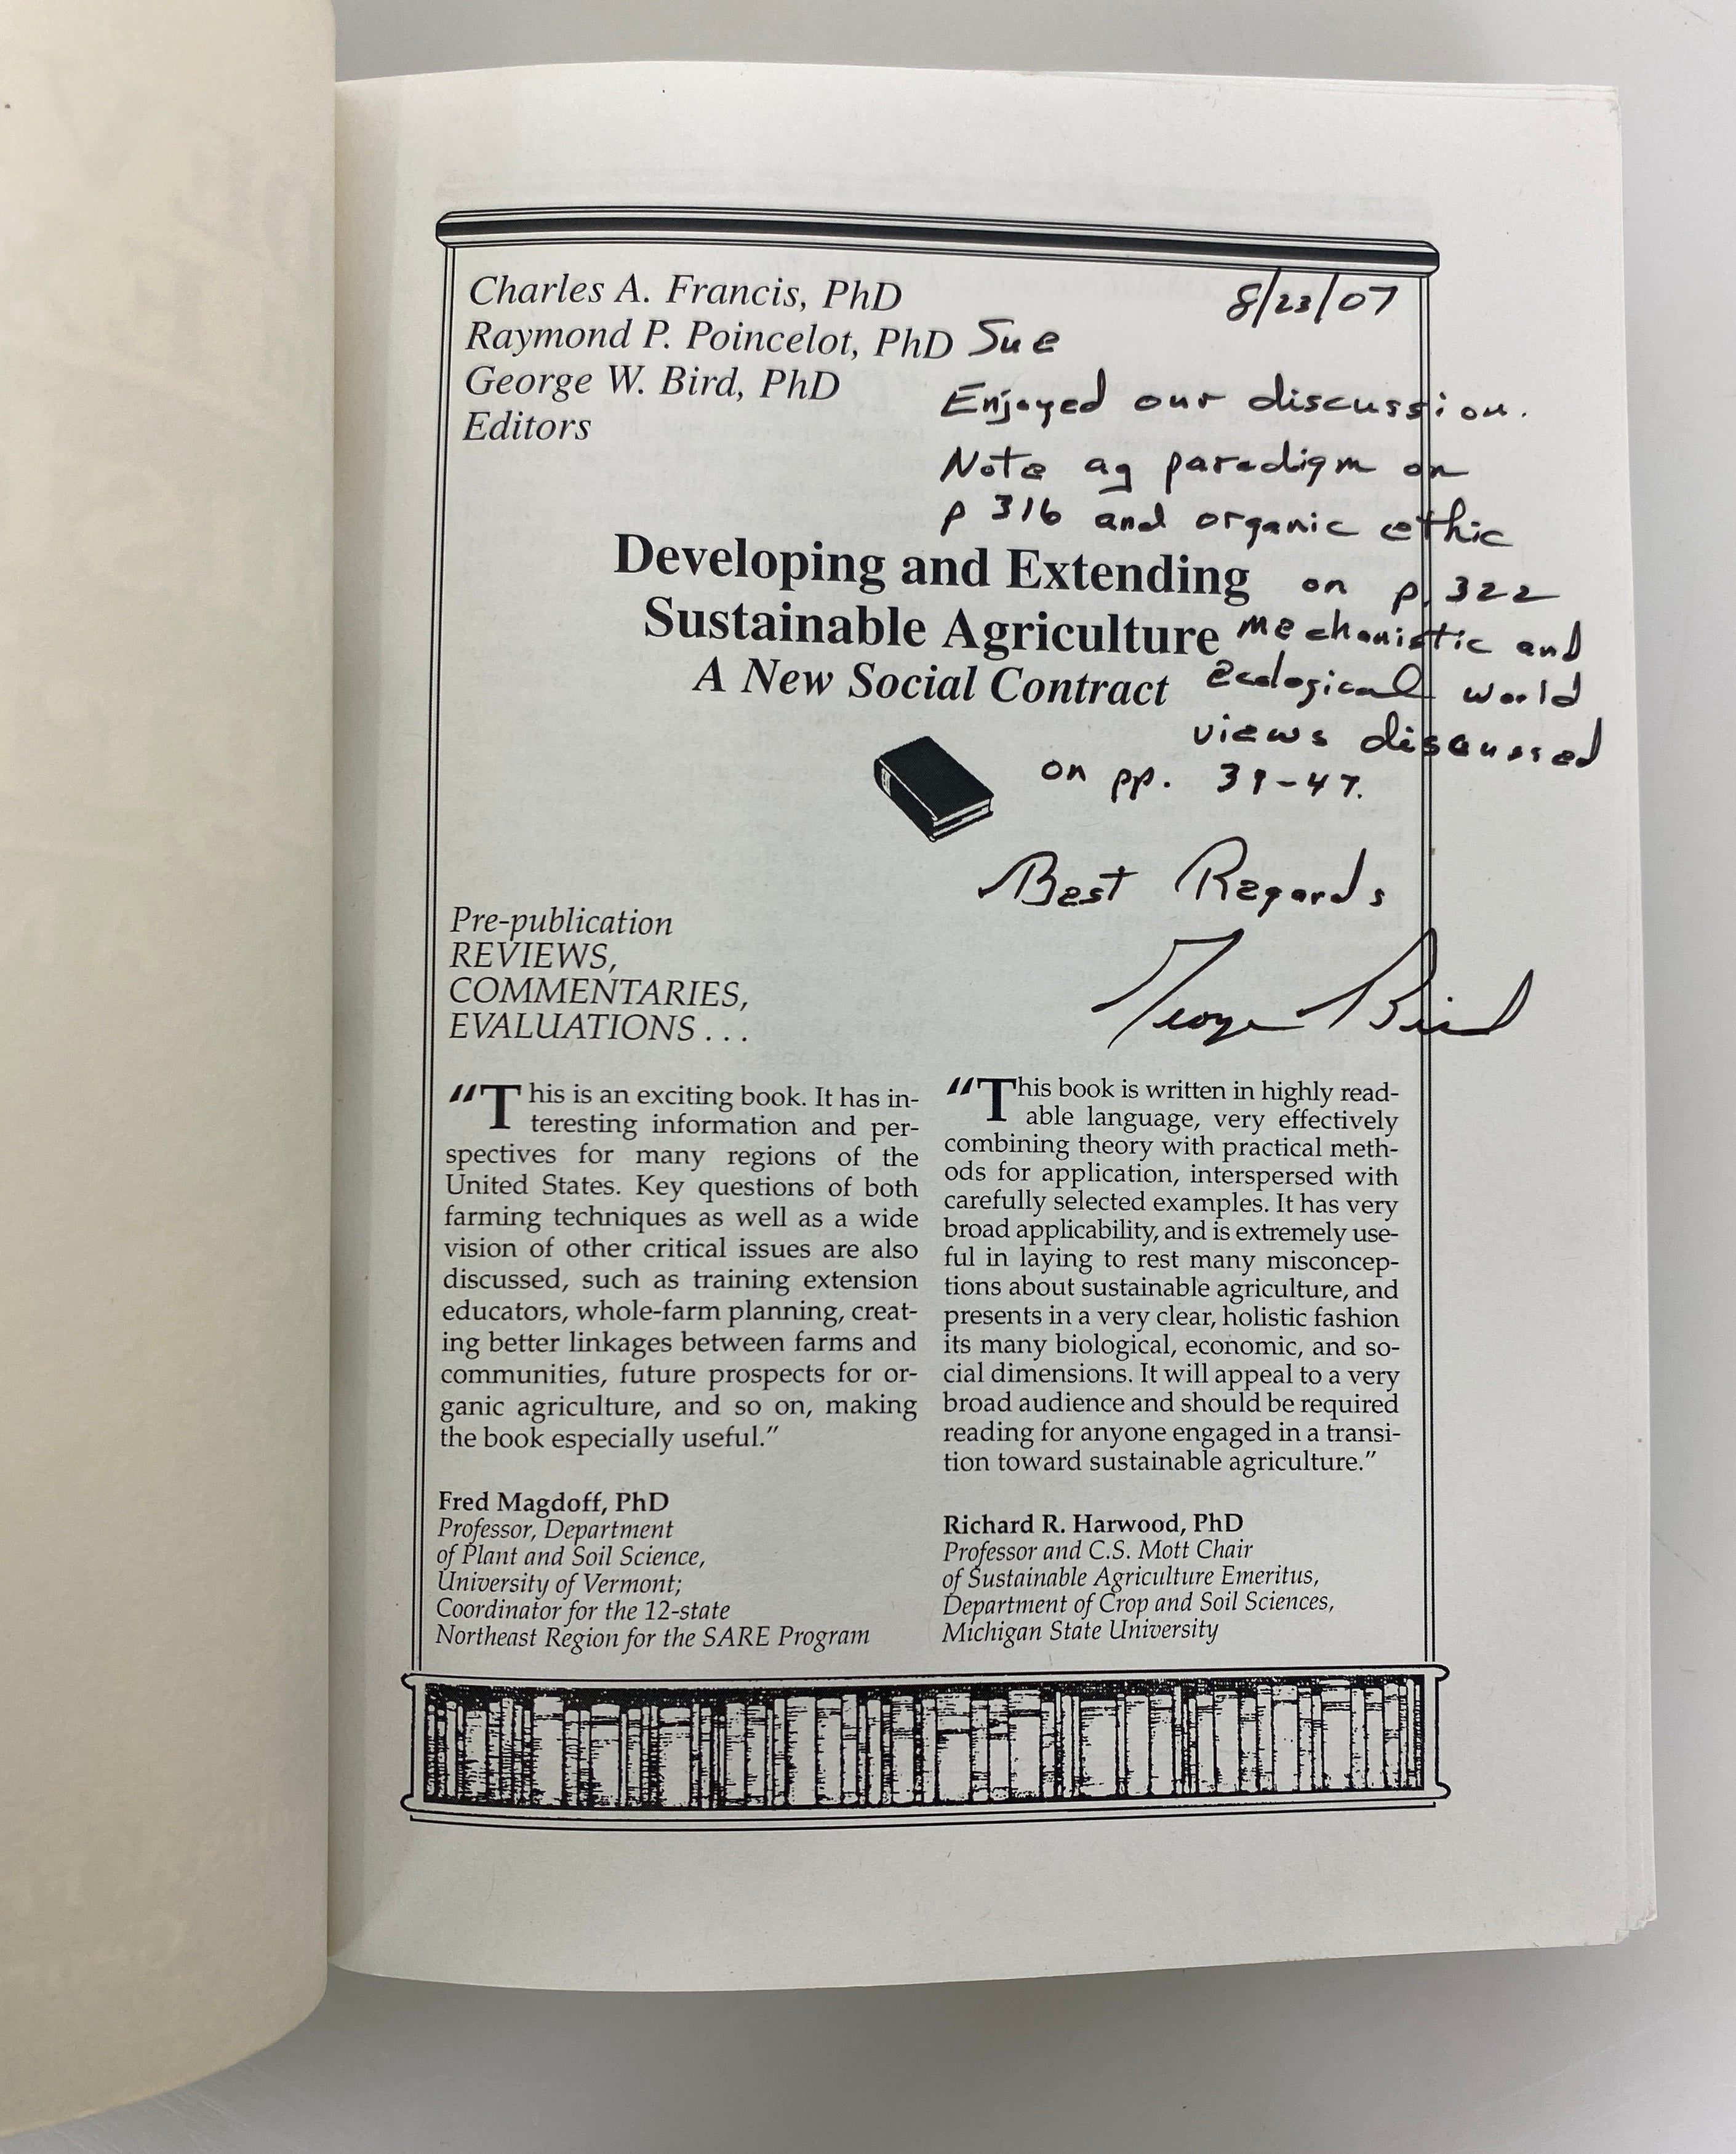 Charles A. Francis, PhD
Raymond P. Poincelot, PhD
George W. Bird, PhD
Editors
8/23/07
Sue
Enjoyed our discussion.
Note ag paradigm on
p 316 and organic ethic
on p. 322
mechanistic and
ecological world
views discussed
on pp. 39-47.
Best Regards
George Bird
Developing and Extending
Sustainable Agriculture
A New Social Contract
Pre-publication
REVIEWS,
COMMENTARIES,
EVALUATIONS . . .
"This is an exciting book. It has in-
teresting information and per-
spectives for many regions of the
United States. Key questions of both
farming techniques as well as a wide
vision of other critical issues are also
discussed, such as training extension
educators, whole-farm planning, creat-
ing better linkages between farms and
communities, future prospects for or-
ganic agriculture, and so on, making
the book especially useful."
Fred Magdoff, PhD
Professor, Department
of Plant and Soil Science,
University of Vermont;
Coordinator for the 12-state
Northeast Region for the SARE Program
"This book is written in highly read-
able language, very effectively
combining theory with practical meth-
ods for application, interspersed with
carefully selected examples. It has very
broad applicability, and is extremely use-
ful in laying to rest many misconcep-
tions about sustainable agriculture, and
presents in a very clear, holistic fashion
its many biological, economic, and so-
cial dimensions. It will appeal to a very
broad audience and should be required
reading for anyone engaged in a transi-
tion toward sustainable agriculture."
Richard R. Harwood, PhD
Professor and C.S. Mott Chair
of Sustainable Agriculture Emeritus,
Department of Crop and Soil Sciences,
Michigan State University